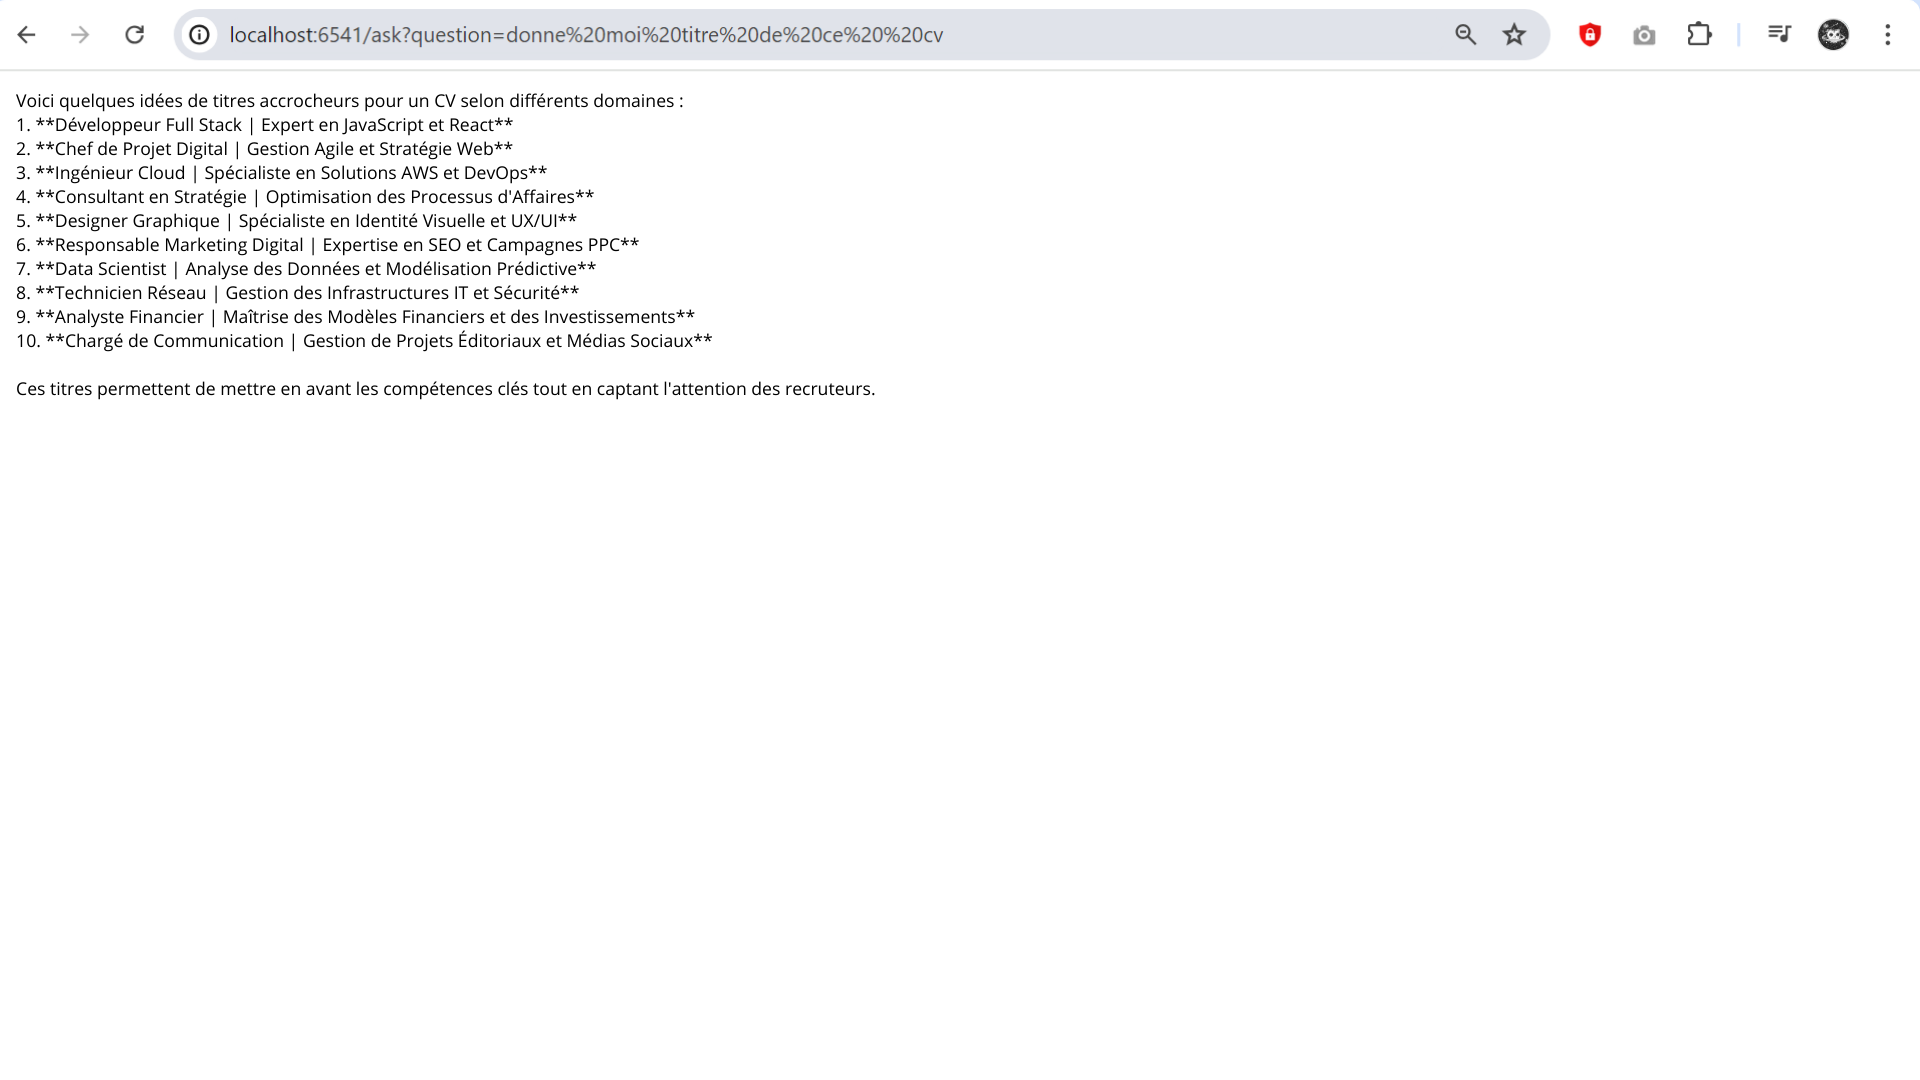 localhost:6541/ask?question=donne%20moi%20titre%20de%20ce%20%20cv
Voici quelques idées de titres accrocheurs pour un CV selon différents domaines :
1. **Développeur Full Stack | Expert en JavaScript et React**
2. **Chef de Projet Digital | Gestion Agile et Stratégie Web**
3. **Ingénieur Cloud | Spécialiste en Solutions AWS et DevOps**
4. **Consultant en Stratégie | Optimisation des Processus d'Affaires**
5. **Designer Graphique | Spécialiste en Identité Visuelle et UX/UI**
6. **Responsable Marketing Digital | Expertise en SEO et Campagnes PPC**
7. **Data Scientist | Analyse des Données et Modélisation Prédictive**
8. **Technicien Réseau | Gestion des Infrastructures IT et Sécurité**
9. **Analyste Financier | Maîtrise des Modèles Financiers et des Investissements**
10. **Chargé de Communication | Gestion de Projets Éditoriaux et Médias Sociaux**
Ces titres permettent de mettre en avant les compétences clés tout en captant l'attention des recruteurs.